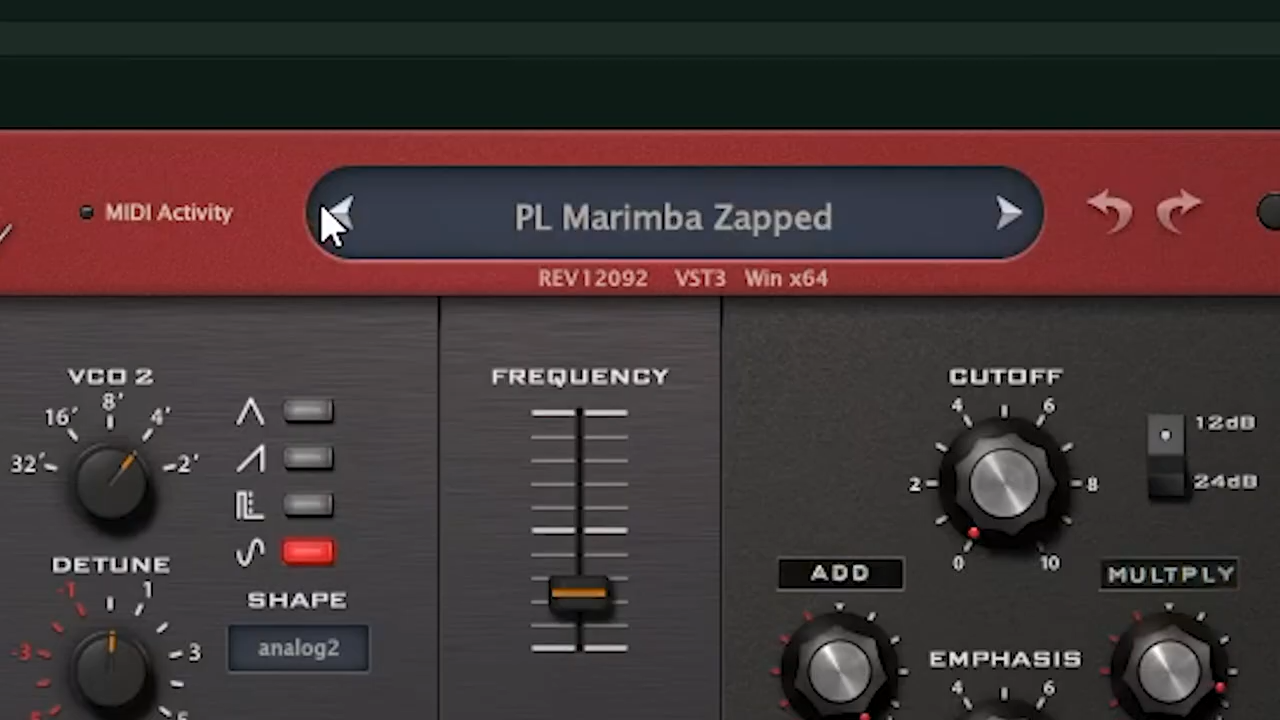 MIDI Activity
PL Marimba Zapped
REV12092 VST3 Win x64
VCO 2
32' 16' 8' 4' 2'
DETUNE
-3 -1 1 3 5
SHAPE
analog2
FREQUENCY
CUTOFF
0 2 4 6 8 10
12dB
24dB
ADD
MULTPLY
EMPHASIS
4 6